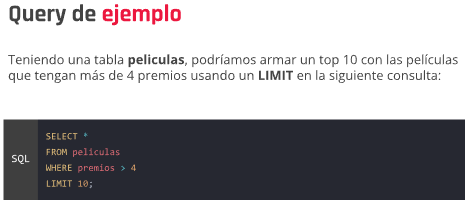 Query de ejemplo
Teniendo una tabla peliculas, podríamos armar un top 10 con las películas
que tengan más de 4 premios usando un LIMIT en la siguiente consulta:
SQL
SELECT *
FROM peliculas
WHERE premios > 4
LIMIT 10;